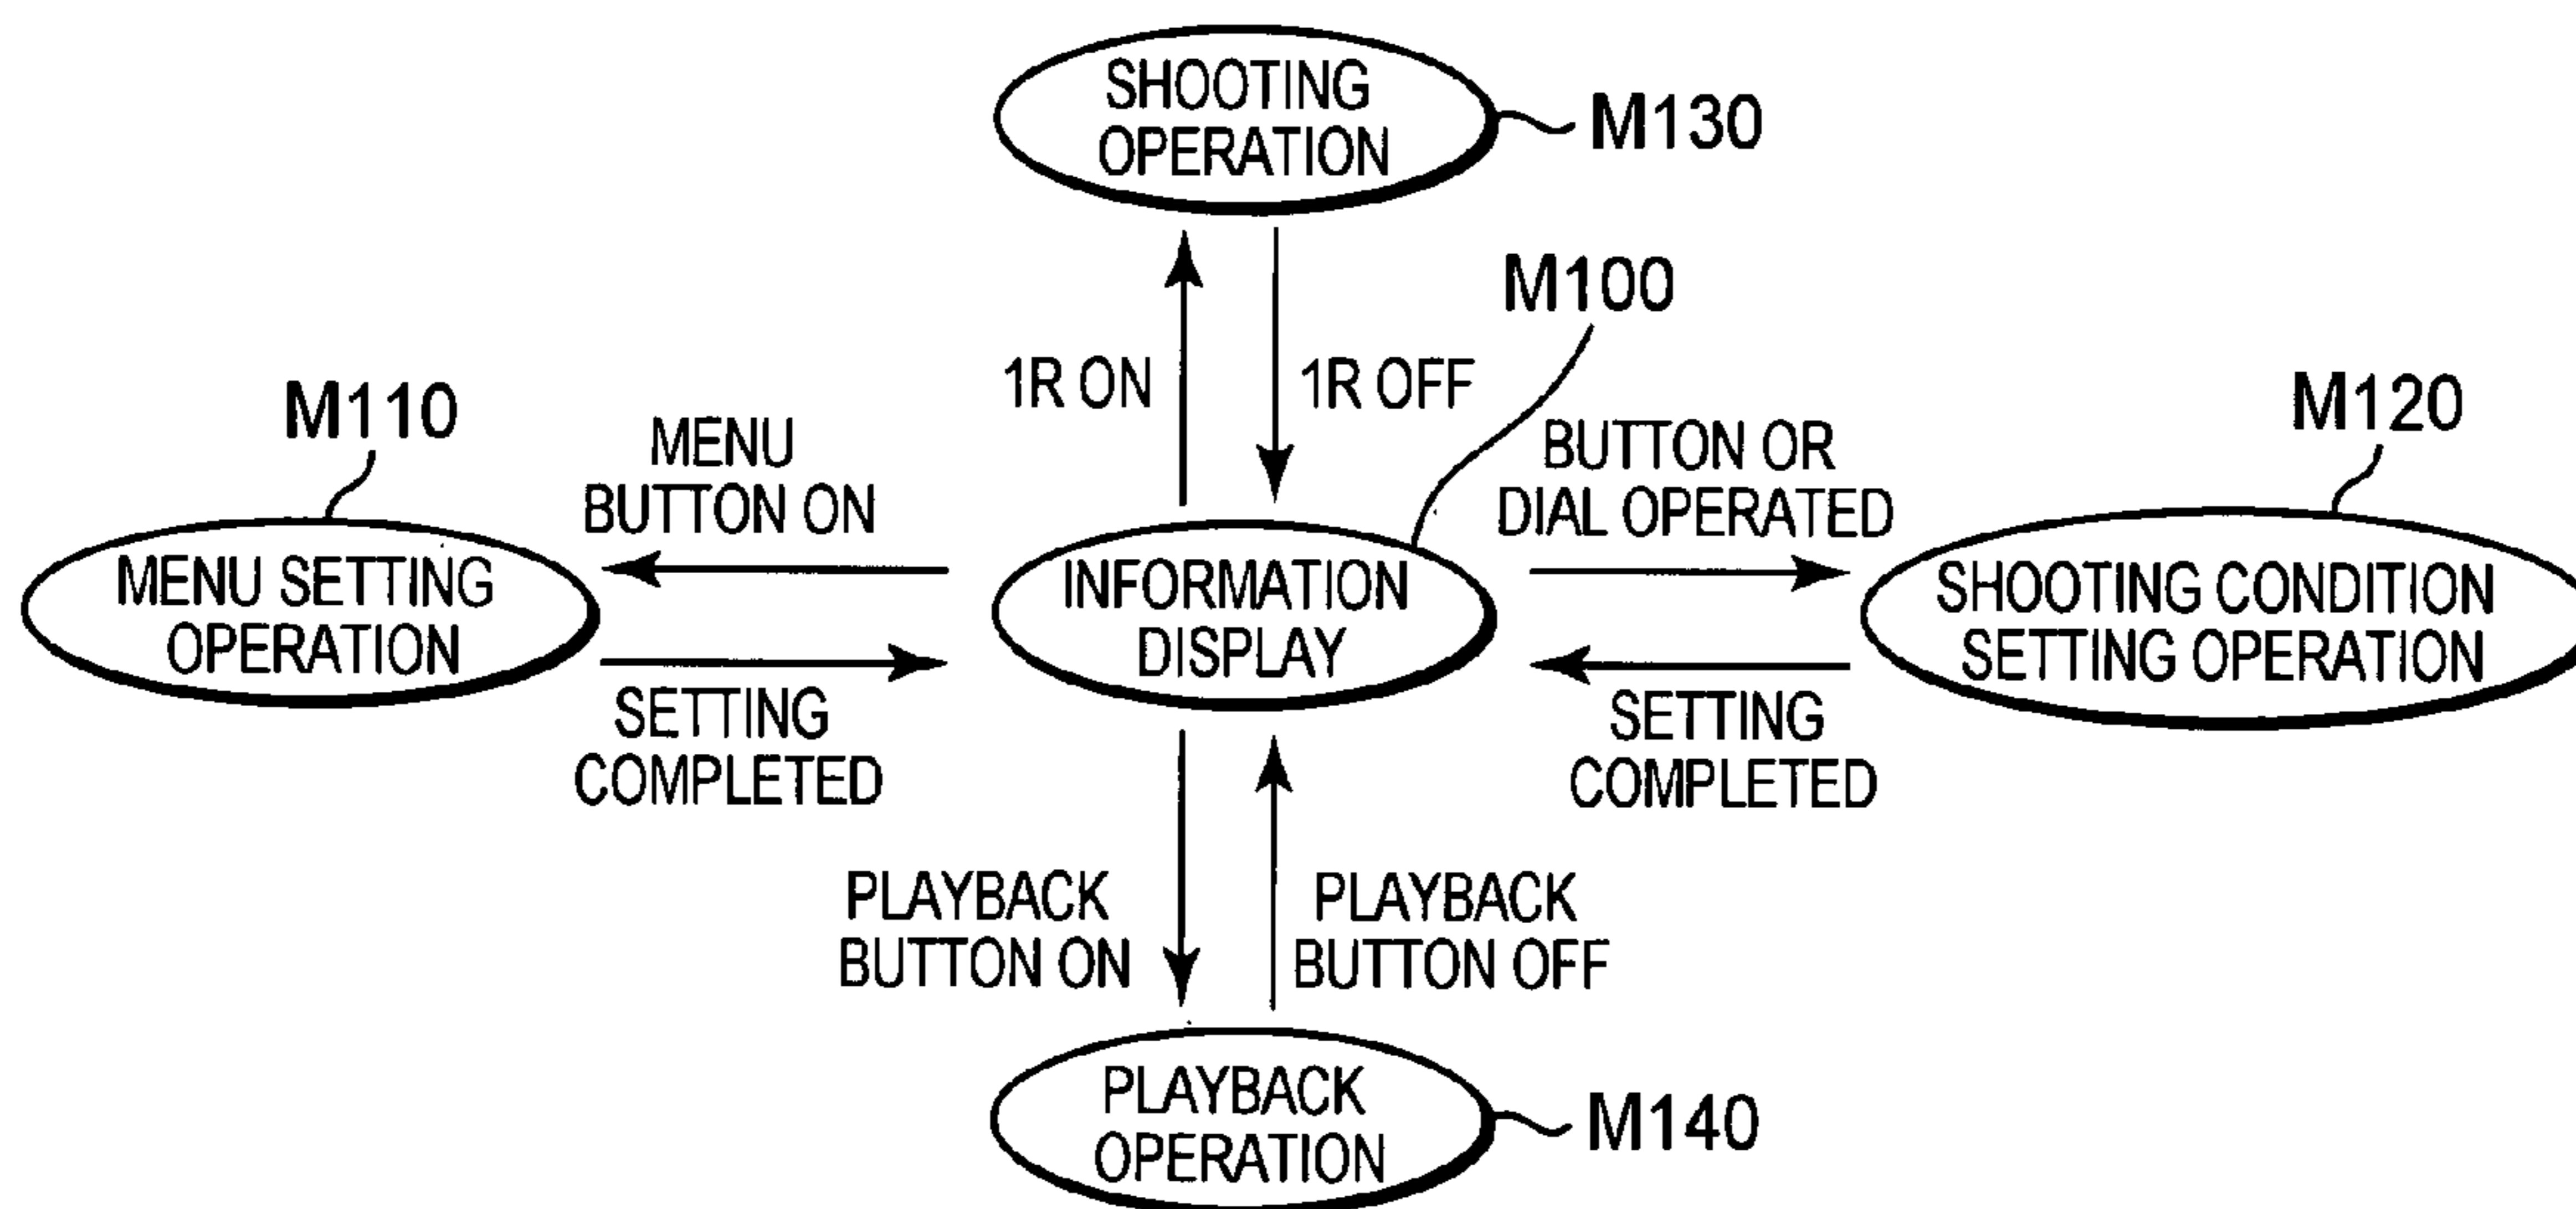 SHOOTING
OPERATION
M130
M100
1R ON
1R OFF
M110
MENU
BUTTON ON
BUTTON OR
DIAL OPERATED
M120
MENU SETTING
OPERATION
INFORMATION
DISPLAY
SHOOTING CONDITION
SETTING OPERATION
SETTING
COMPLETED
SETTING
COMPLETED
PLAYBACK
BUTTON ON
PLAYBACK
BUTTON OFF
PLAYBACK
OPERATION
M140